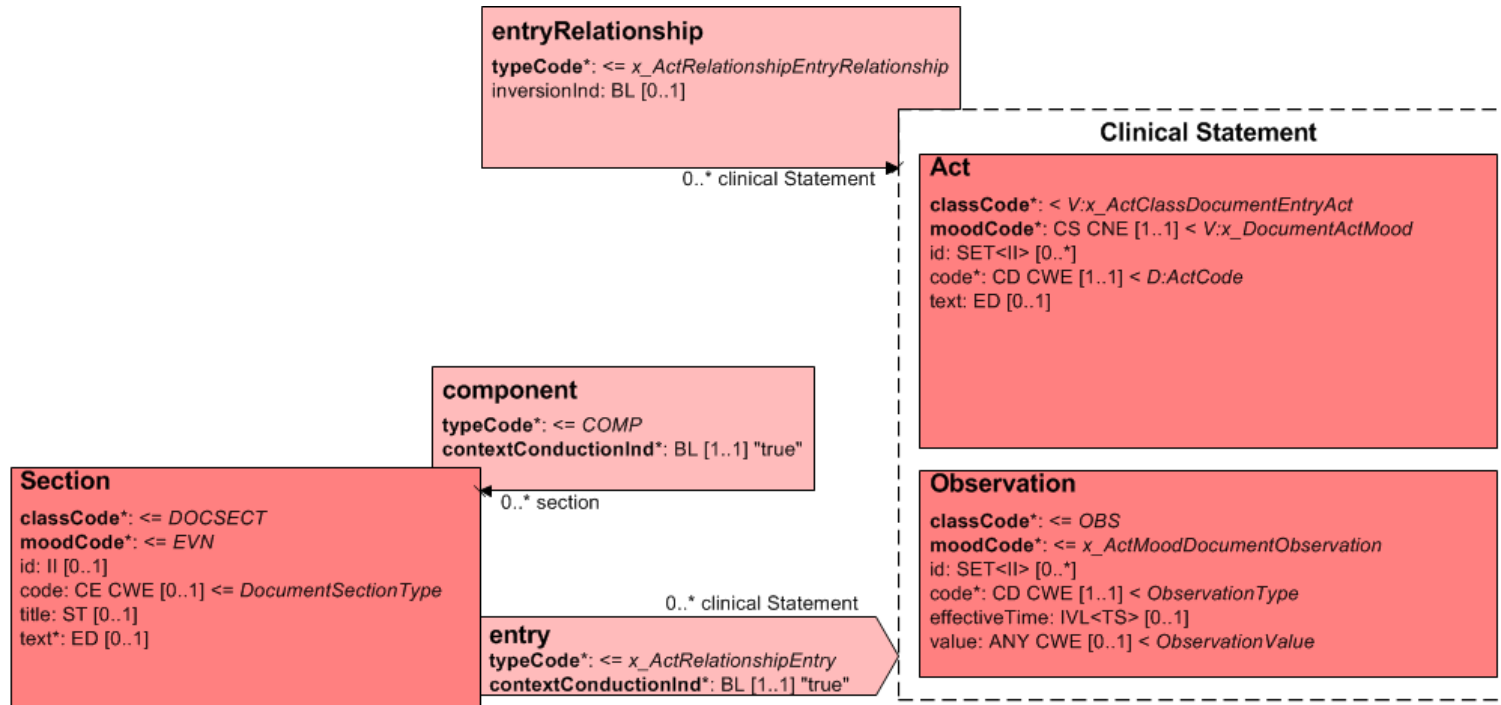 entryRelationship
typeCode*: <= x_ActRelationshipEntryRelationship
inversionInd: BL [0..1]
0..* clinical Statement
Clinical Statement
Act
classCode*: < V:x_ActClassDocumentEntryAct
moodCode*: CS CNE [1..1] < V:x_DocumentActMood
id: SET<II> [0..*]
code*: CD CWE [1..1] < D:ActCode
text: ED [0..1]
component
typeCode*: <= COMP
contextConductionInd*: BL [1..1] "true"
0..* section
Section
classCode*: <= DOCSECT
moodCode*: <= EVN
id: II [0..1]
code: CE CWE [0..1] <= DocumentSectionType
title: ST [0..1]
text*: ED [0..1]
0..* clinical Statement
entry
typeCode*: <= x_ActRelationshipEntry
contextConductionInd*: BL [1..1] "true"
Observation
classCode*: <= OBS
moodCode*: <= x_ActMoodDocumentObservation
id: SET<II> [0..*]
code*: CD CWE [1..1] < ObservationType
effectiveTime: IVL<TS> [0..1]
value: ANY CWE [0..1] < ObservationValue